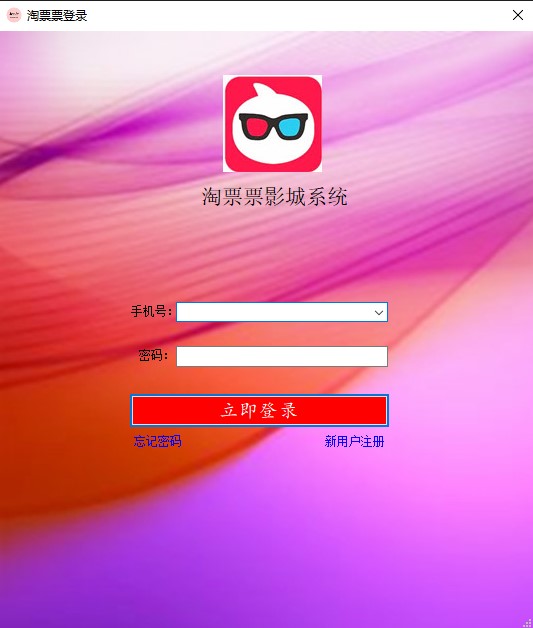 淘票票登录
淘票票影城系统
手机号：
密码：
立即登录
忘记密码 新用户注册